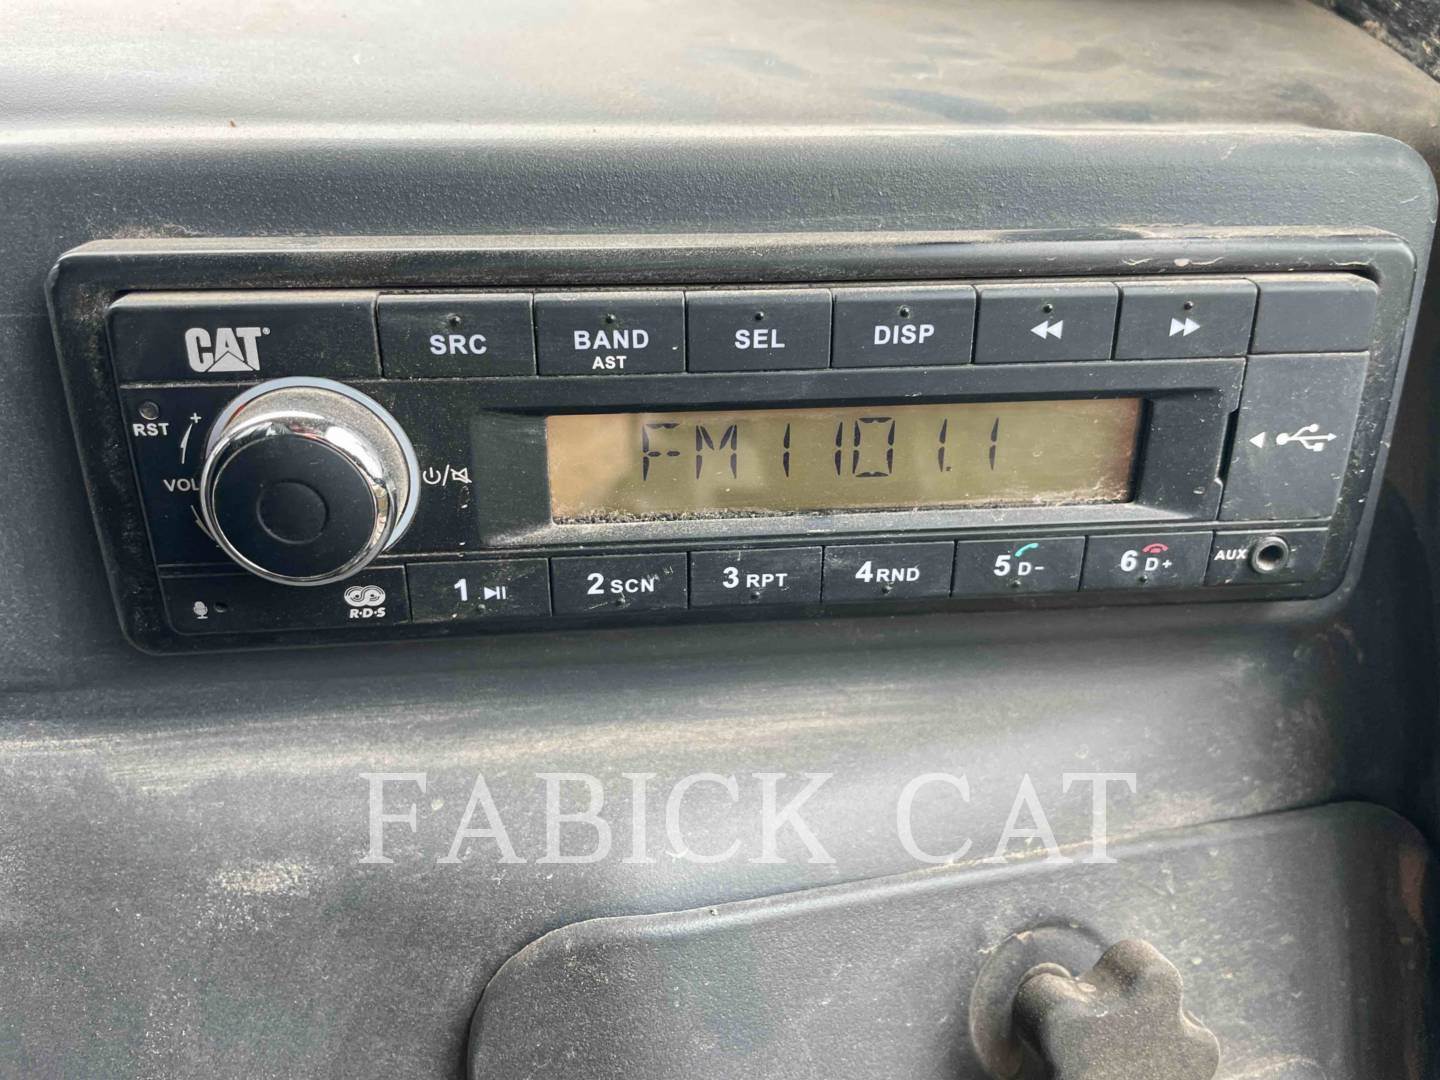 CAT®
SRC
BAND
AST
SEL
DISP
RST
+
VOL
FM1 101.1
R·D·S
1
2 SCN
3 RPT
4 RND
5 D-
6 D+
AUX
FABICK CAT